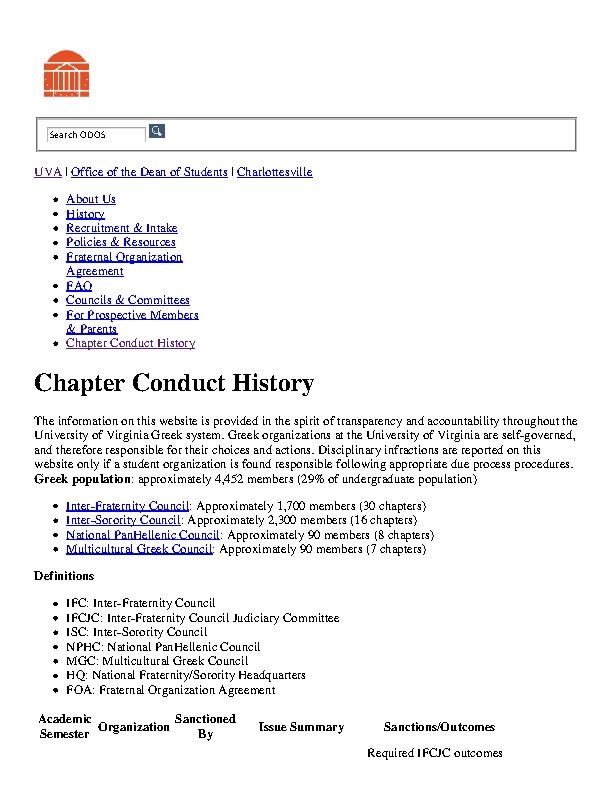 Search ODOS
UVA | Office of the Dean of Students | Charlottesville
About Us
History
Recruitment & Intake
Policies & Resources
Fraternal Organization
Agreement
FAQ
Councils & Committees
For Prospective Members
& Parents
Chapter Conduct History
Chapter Conduct History
The information on this website is provided in the spirit of transparency and accountability throughout the
University of Virginia Greek system. Greek organizations at the University of Virginia are self-governed,
and therefore responsible for their choices and actions. Disciplinary infractions are reported on this
website only if a student organization is found responsible following appropriate due process procedures.
Greek population: approximately 4,452 members (29% of undergraduate population)
Inter-Fraternity Council: Approximately 1,700 members (30 chapters)
Inter-Sorority Council: Approximately 2,300 members (16 chapters)
National PanHellenic Council: Approximately 90 members (8 chapters)
Multicultural Greek Council: Approximately 90 members (7 chapters)
Definitions
IFC: Inter-Fraternity Council
IFCJC: Inter-Fraternity Council Judiciary Committee
ISC: Inter-Sorority Council
NPHC: National PanHellenic Council
MGC: Multicultural Greek Council
HQ: National Fraternity/Sorority Headquarters
FOA: Fraternal Organization Agreement
Academic Semester Organization Sanctioned By Issue Summary Sanctions/Outcomes
Required IFCJC outcomes